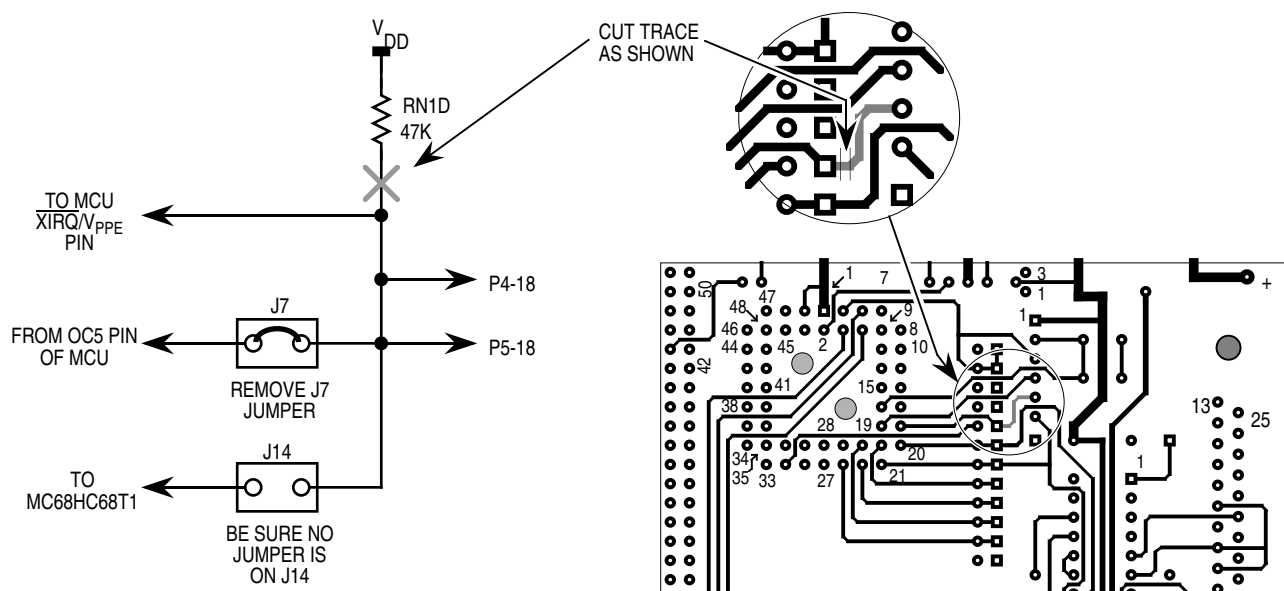 V
DD
RN1D
47K
CUT TRACE
AS SHOWN
TO MCU
XIRQ/VPPE
PIN
P4-18
J7
FROM OC5 PIN
OF MCU
P5-18
REMOVE J7
JUMPER
J14
TO
MC68HC68T1
BE SURE NO
JUMPER IS
ON J14
50
47
1
7
3
1
+
48
9
1
46
2
8
44
45
10
42
41
15
38
13
25
28
19
34
20
1
35
33
27
21